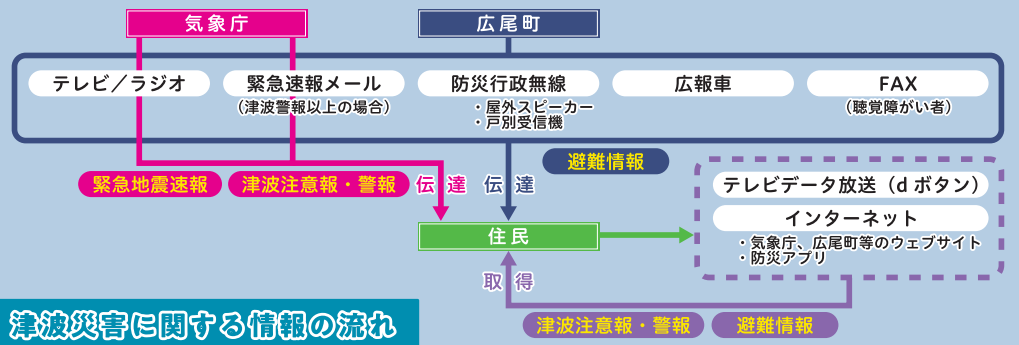 気象庁
広尾町
テレビ／ラジオ
緊急速報メール
（津波警報以上の場合）
防災行政無線
・屋外スピーカー
・戸別受信機
広報車
FAX
（聴覚障がい者）
避難情報
緊急地震速報
津波注意報・警報
伝達
伝達
住民
テレビデータ放送（dボタン）
インターネット
・気象庁、広尾町等のウェブサイト
・防災アプリ
取得
津波注意報・警報
避難情報
津波災害に関する情報の流れ